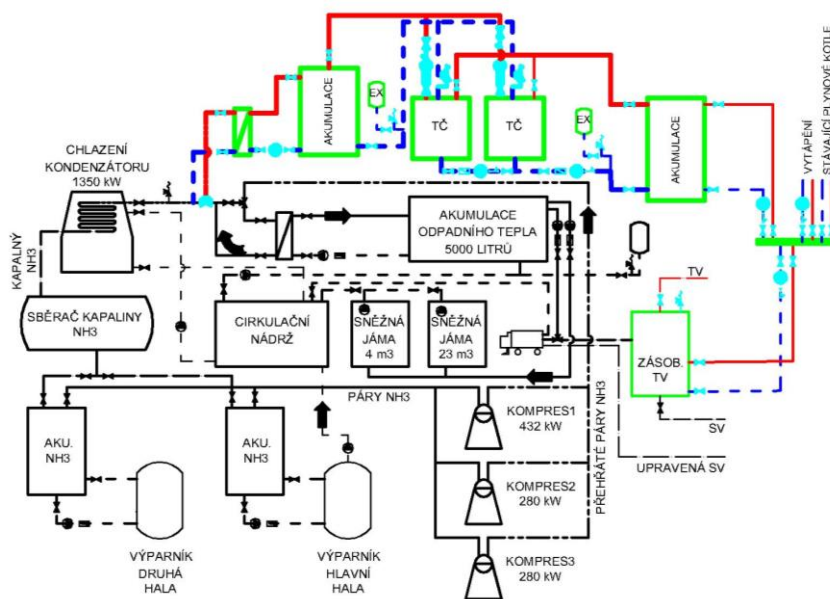 AKUMULACE
EX
TČ
TČ
EX
AKUMULACE
VYTÁPĚNÍ
STÁVAJÍCÍ PLYNOVÉ KOTLE
CHLAZENÍ
KONDENZÁTORU
1350 kW
KAPALNÝ
NH3
AKUMULACE
ODPADNÍHO TEPLA
5000 LITRŮ
SBĚRAČ KAPALINY
NH3
CIRKULAČNÍ
NÁDRŽ
SNĚŽNÁ
JÁMA
4 m3
SNĚŽNÁ
JÁMA
23 m3
TV
ZÁSOB.
TV
SV
UPRAVENÁ SV
PÁRY NH3
PŘEHŘÁTÉ PÁRY NH3
AKU.
NH3
AKU.
NH3
KOMPRES1
432 kW
KOMPRES2
280 kW
KOMPRES3
280 kW
VÝPARNÍK
DRUHÁ
HALA
VÝPARNÍK
HLAVNÍ
HALA